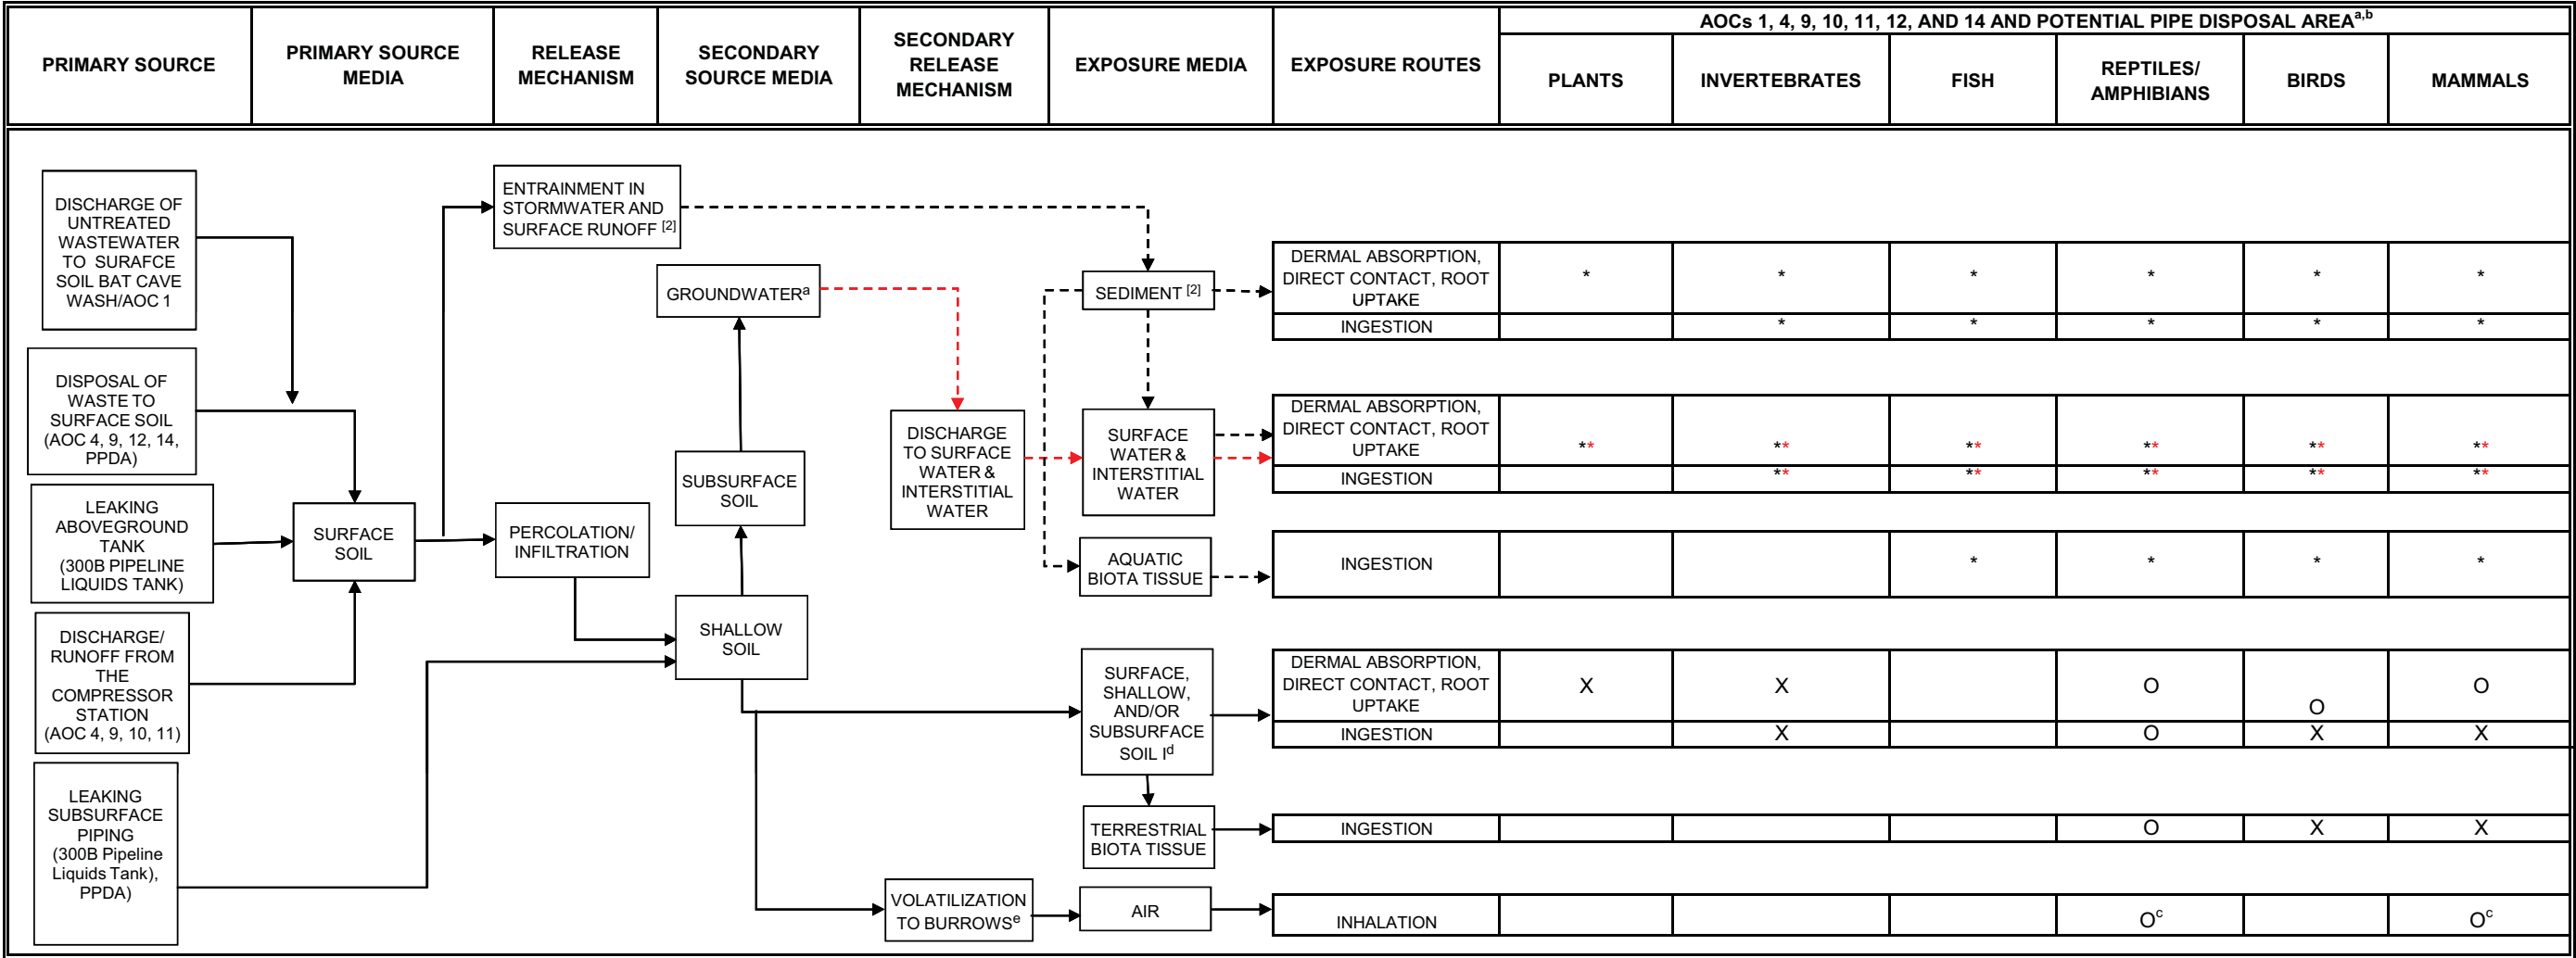 AOCs 1, 4, 9, 10, 11, 12, AND 14 AND POTENTIAL PIPE DISPOSAL AREAa,b
PRIMARY SOURCE
PRIMARY SOURCE
MEDIA
RELEASE
MECHANISM
SECONDARY
SOURCE MEDIA
SECONDARY
RELEASE
MECHANISM
EXPOSURE MEDIA
EXPOSURE ROUTES
PLANTS
INVERTEBRATES
FISH
REPTILES/
AMPHIBIANS
BIRDS
MAMMALS
DISCHARGE OF
UNTREATED
WASTEWATER
TO SURAFCE
SOIL BAT CAVE
WASH/AOC 1
DISPOSAL OF
WASTE TO
SURFACE SOIL
(AOC 4, 9, 12, 14,
PPDA)
LEAKING
ABOVEGROUND
TANK
(300B PIPELINE
LIQUIDS TANK)
DISCHARGE/
RUNOFF FROM
THE
COMPRESSOR
STATION
(AOC 4, 9, 10, 11)
LEAKING
SUBSURFACE
PIPING
(300B Pipeline
Liquids Tank),
PPDA)
SURFACE
SOIL
ENTRAINMENT IN
STORMWATER AND
SURFACE RUNOFF [2]
PERCOLATION/
INFILTRATION
GROUNDWATERa
SUBSURFACE
SOIL
SHALLOW
SOIL
DISCHARGE
TO SURFACE
WATER &
INTERSTITIAL
WATER
VOLATILIZATION
TO BURROWSe
SEDIMENT [2]
SURFACE
WATER &
INTERSTITIAL
WATER
AQUATIC
BIOTA TISSUE
SURFACE,
SHALLOW,
AND/OR
SUBSURFACE
SOIL Id
TERRESTRIAL
BIOTA TISSUE
AIR
DERMAL ABSORPTION,
DIRECT CONTACT, ROOT
UPTAKE
* * * * * *
INGESTION * * * * *
DERMAL ABSORPTION,
DIRECT CONTACT, ROOT
UPTAKE
** ** ** ** ** **
INGESTION ** ** ** ** **
INGESTION * * * *
DERMAL ABSORPTION,
DIRECT CONTACT, ROOT
UPTAKE
X X O O O
INGESTION X O X X
INGESTION O X X
INHALATION Oc Oc